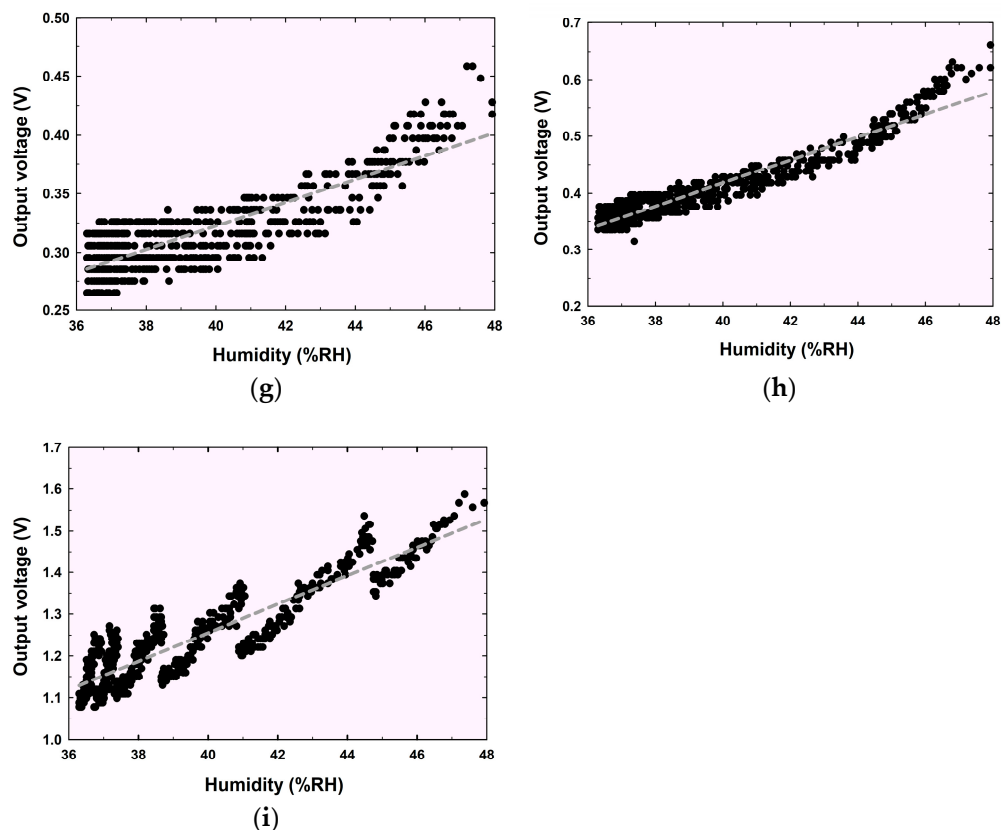 0.50
0.45
0.40
0.35
0.30
0.25
Output voltage (V)
36 38 40 42 44 46 48
Humidity (%RH)
(g)
0.7
0.6
0.5
0.4
0.3
0.2
Output voltage (V)
36 38 40 42 44 46 48
Humidity (%RH)
(h)
1.7
1.6
1.5
1.4
1.3
1.2
1.1
1.0
Output voltage (V)
36 38 40 42 44 46 48
Humidity (%RH)
(i)